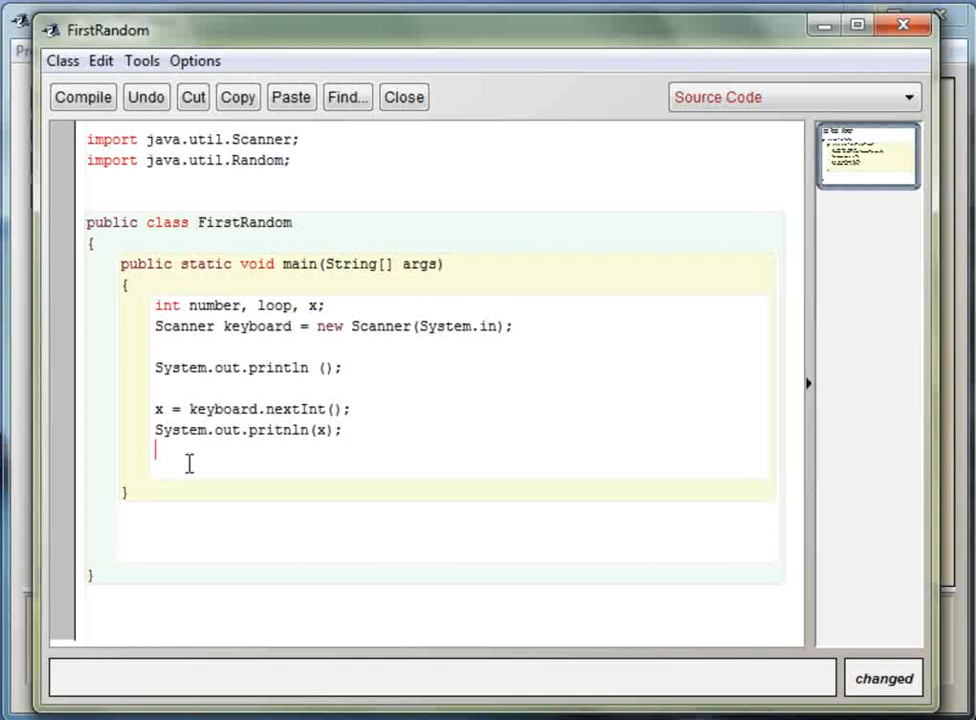 FirstRandom
Class Edit Tools Options
Compile Undo Cut Copy Paste Find... Close Source Code
import java.util.Scanner;
import java.util.Random;
public class FirstRandom
{
public static void main(String[] args)
{
int number, loop, x;
Scanner keyboard = new Scanner(System.in);
System.out.println ();
x = keyboard.nextInt();
System.out.pritnln(x);
}
}
changed